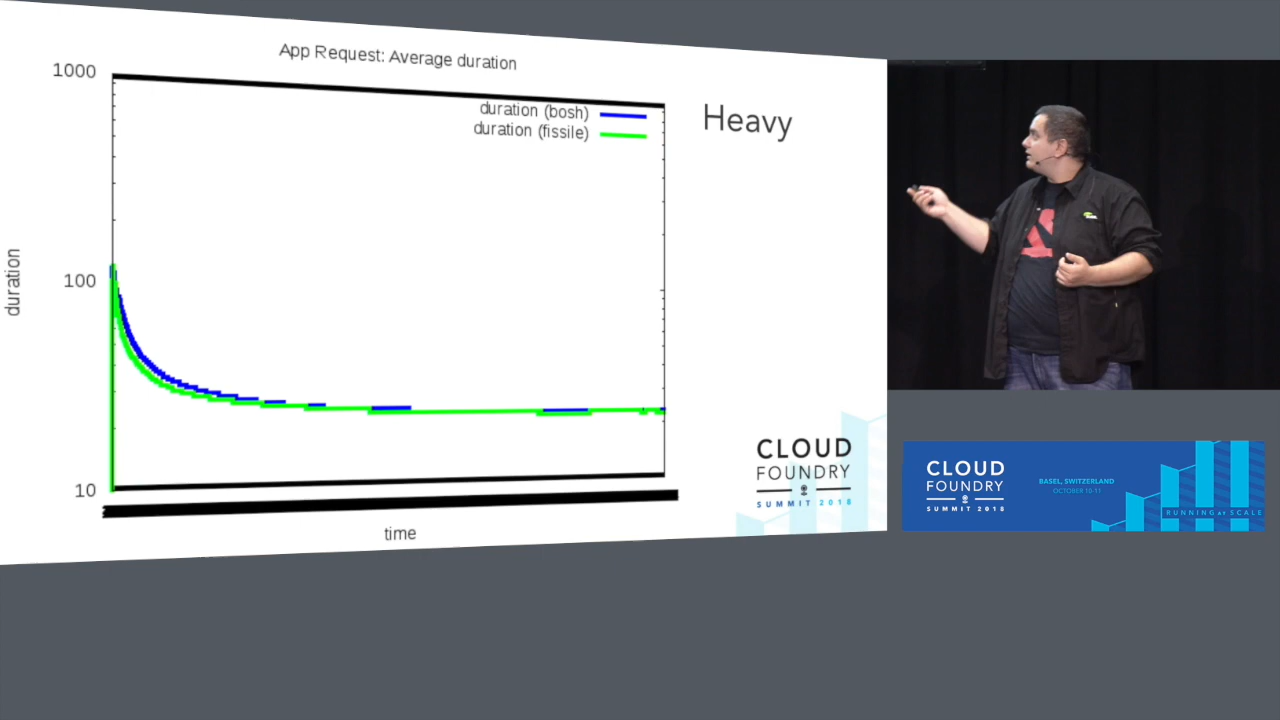 App Request: Average duration
1000
duration (bosh)
duration (fissile)
Heavy
100
duration
10
time
CLOUD
FOUNDRY
SUMMIT 2018
CLOUD
FOUNDRY
SUMMIT 2018
BASEL, SWITZERLAND
OCTOBER 10-11
RUNNING AT SCALE